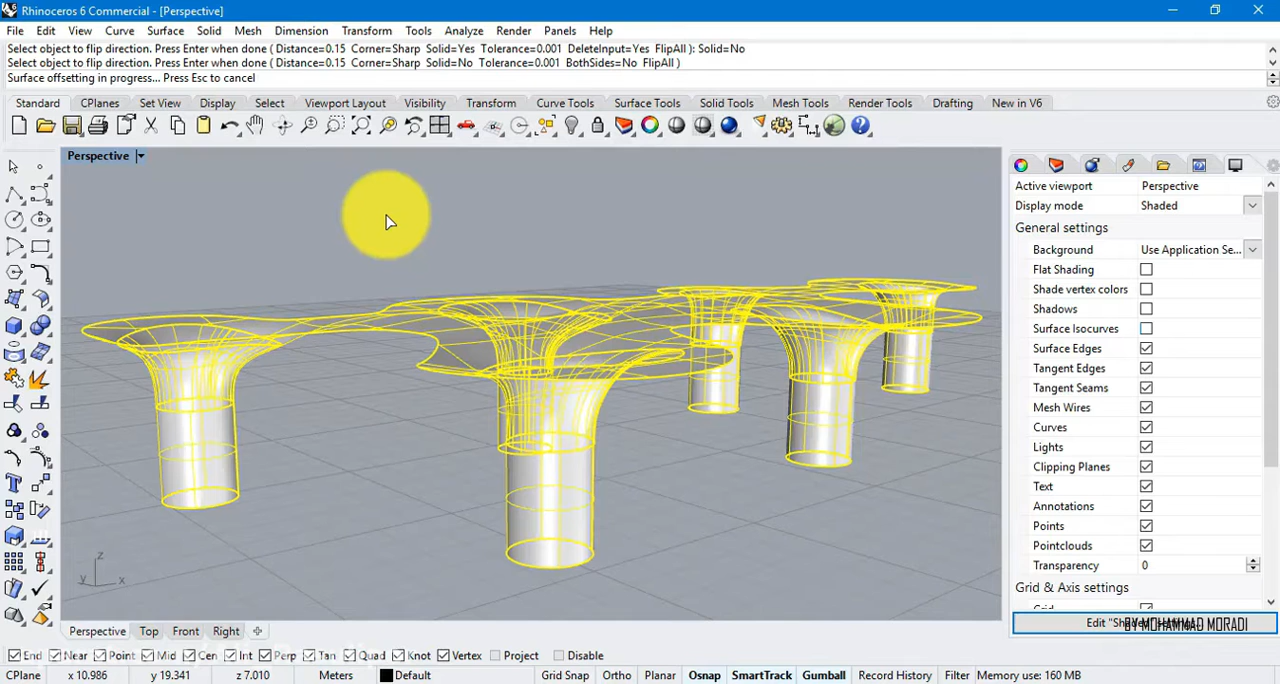 Rhinoceros 6 Commercial - [Perspective]
File Edit View Curve Surface Solid Mesh Dimension Transform Tools Analyze Render Panels Help
Select object to flip direction. Press Enter when done ( Distance=0.15 Corner=Sharp Solid=Yes Tolerance=0.001 DeleteInput=Yes FlipAll ): Solid=No
Select object to flip direction. Press Enter when done ( Distance=0.15 Corner=Sharp Solid=No Tolerance=0.001 BothSides=No FlipAll )
Surface offsetting in progress... Press Esc to cancel
Standard CPlanes Set View Display Select Viewport Layout Visibility Transform Curve Tools Surface Tools Solid Tools Mesh Tools Render Tools Drafting New in V6
Perspective
Active viewport Perspective
Display mode Shaded
General settings
Background Use Application Se...
Flat Shading
Shade vertex colors
Shadows
Surface Isocurves
Surface Edges
Tangent Edges
Tangent Seams
Mesh Wires
Curves
Lights
Clipping Planes
Text
Annotations
Points
Pointclouds
Transparency 0
Grid & Axis settings
Edit "Shaded"
BY MOHAMMAD MORADI
z
y x
Perspective Top Front Right
End Near Point Mid Cen Int Perp Tan Quad Knot Vertex Project Disable
CPlane x 10.986 y 19.341 z 7.010 Meters Default Grid Snap Ortho Planar Osnap SmartTrack Gumball Record History Filter Memory use: 160 MB